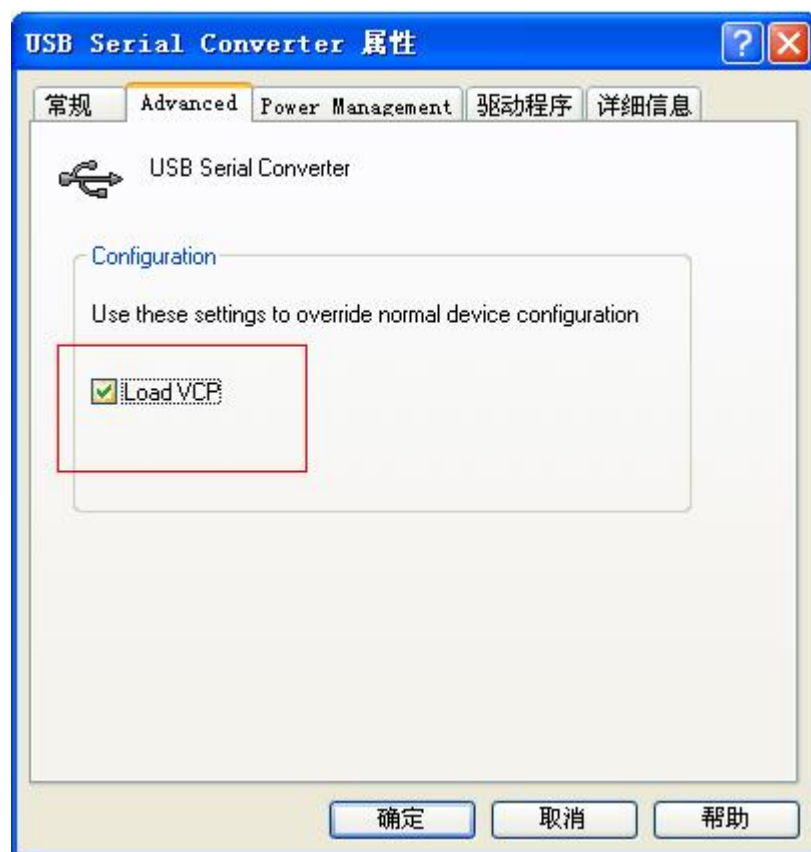 USB Serial Converter 属性
常规 Advanced Power Management 驱动程序 详细信息
USB Serial Converter
Configuration
Use these settings to override normal device configuration
Load VCP
确定 取消 帮助